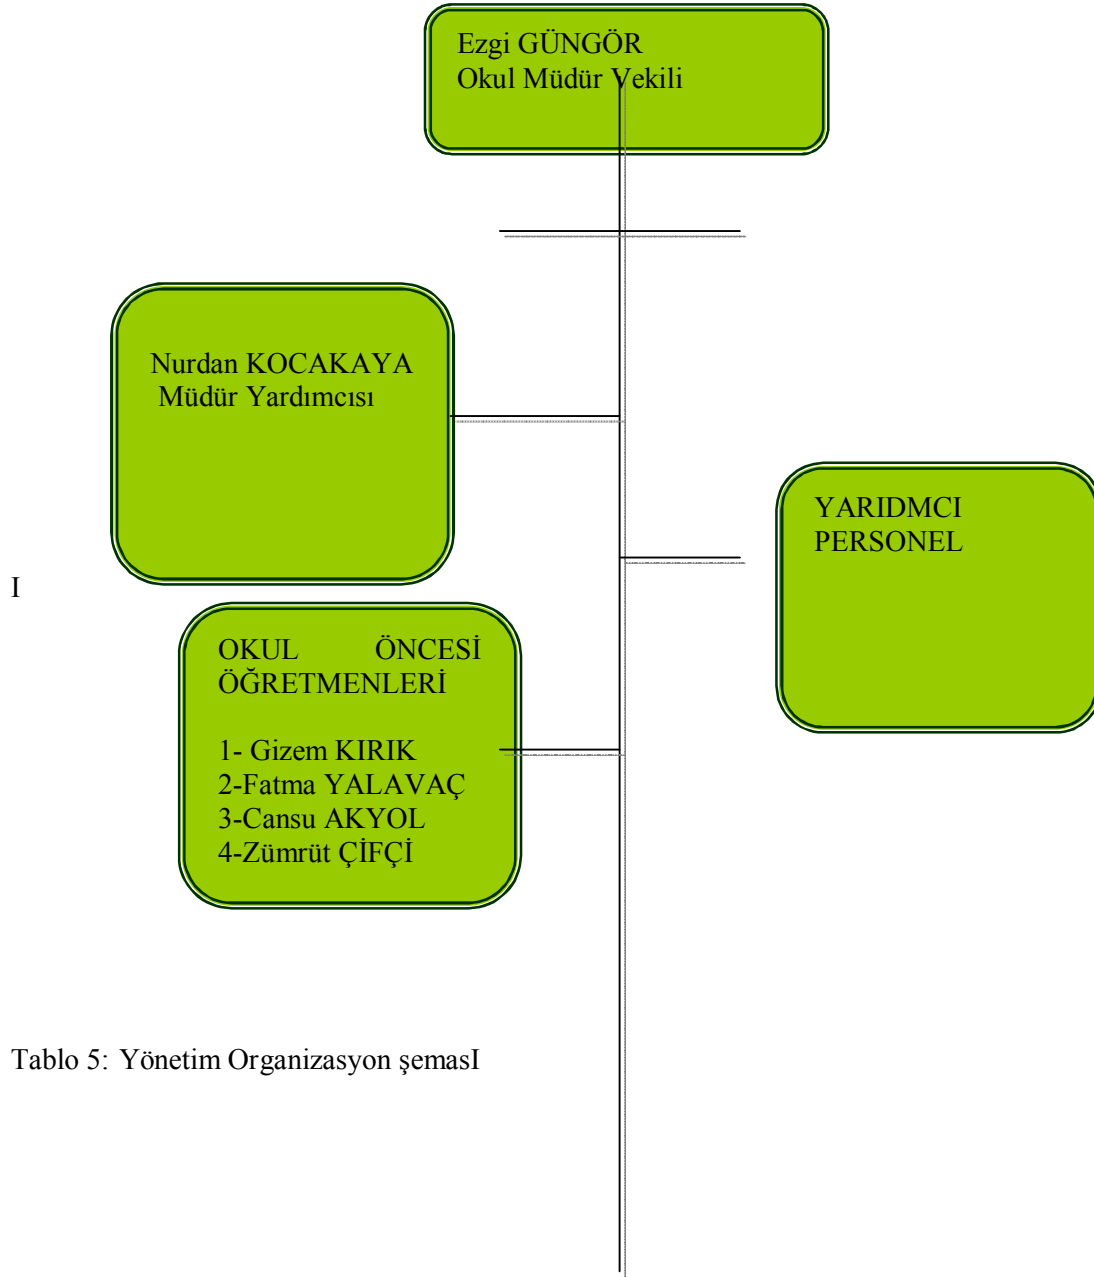 Ezgi GÜNGÖR
Okul Müdür Vekili
Nurdan KOCAKAYA
Müdür Yardımcısı
YARIDMCI
PERSONEL
I
OKUL ÖNCESİ
ÖĞRETMENLERİ
1- Gizem KIRIK
2-Fatma YALAVAÇ
3-Cansu AKYOL
4-Zümrüt ÇİFÇİ
Tablo 5: Yönetim Organizasyon şemasI